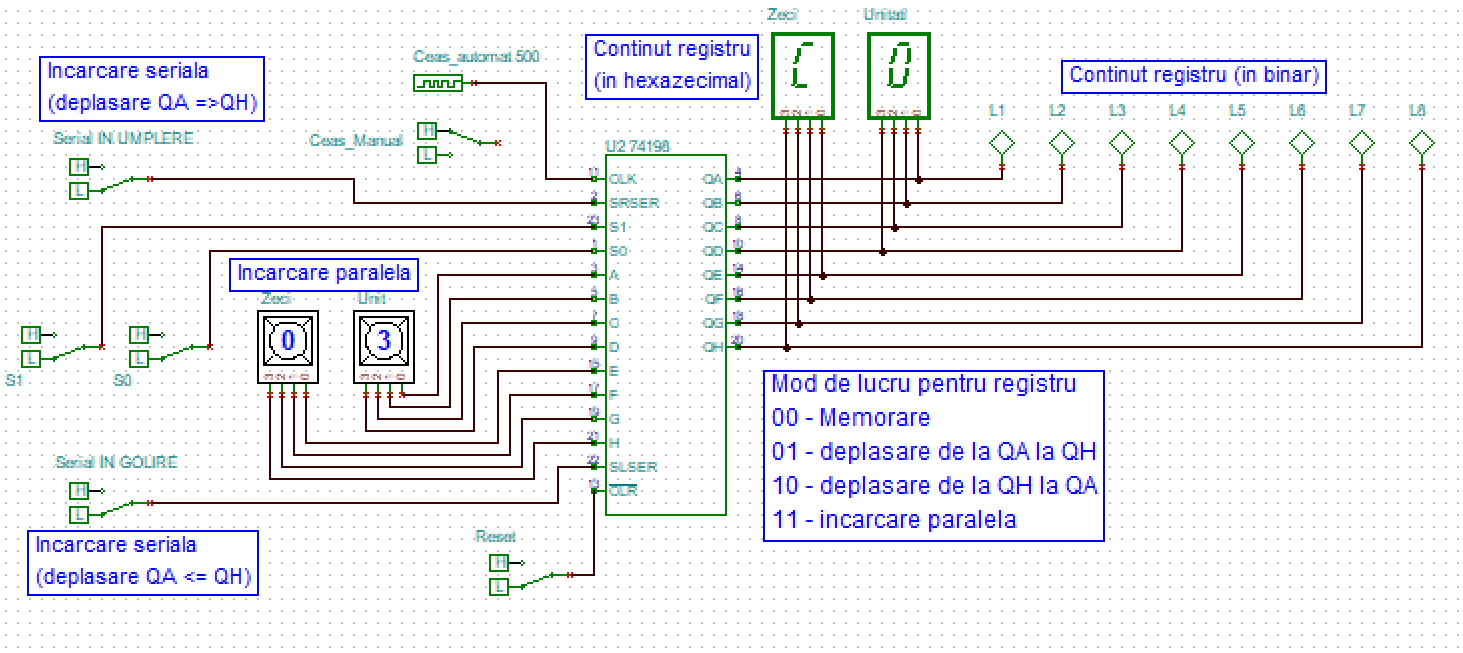 Zeci
Unitati
Ceas_automat 500
Continut registru
(in hexazecimal)
C
0
Incarcare seriala
(deplasare QA =>QH)
Continut registru (in binar)
L1
L2
L3
L4
L5
L6
L7
L8
Serial IN UMPLERE
Ceas_Manual
H
L
H
L
U2 74198
CLK
SRSER
S1
S0
A
B
C
D
E
F
G
H
SLSER
CLR
QA
QB
QC
QD
QE
QF
QG
QH
Incarcare paralela
Zeci
Unit
0
3
H
L
S1
H
L
S0
Mod de lucru pentru registru
00 - Memorare
01 - deplasare de la QA la QH
10 - deplasare de la QH la QA
11 - incarcare paralela
Serial IN GOLIRE
H
L
Incarcare seriala
(deplasare QA <= QH)
Reset
H
L